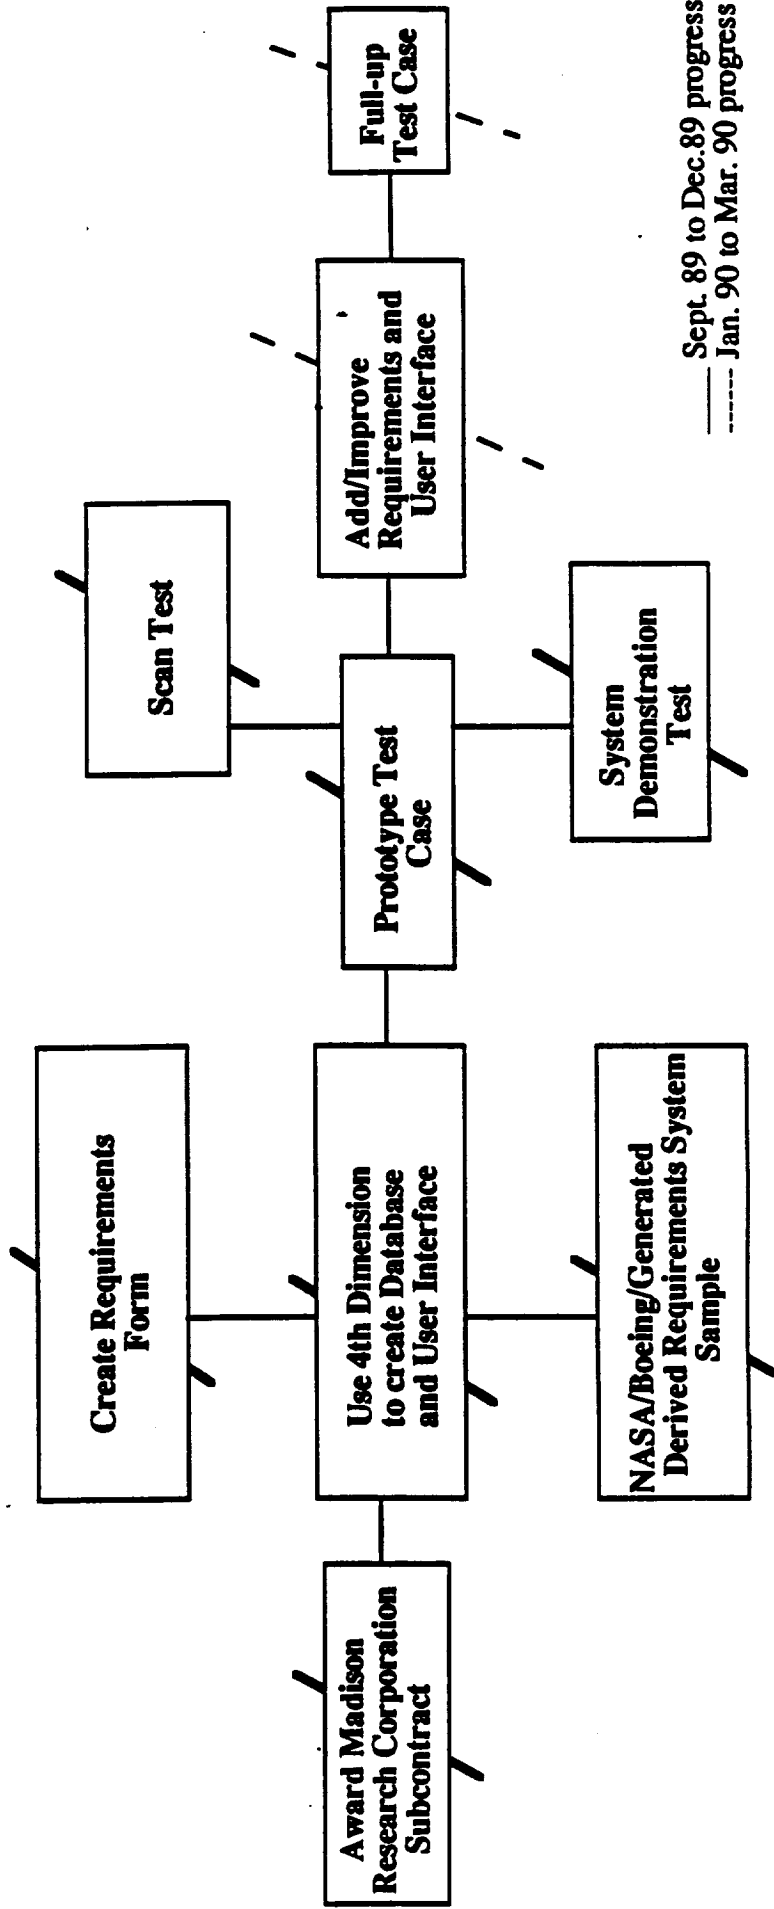 Award Madison
Research Corporation
Subcontract
Create Requirements
Form
Use 4th Dimension
to create Database
and User Interface
NASA/Boeing/Generated
Derived Requirements System
Sample
Prototype Test
Case
Scan Test
System
Demonstration
Test
Add/Improve
Requirements and
User Interface
Full-up
Test Case
Sept. 89 to Dec.89 progress
Jan. 90 to Mar. 90 progress